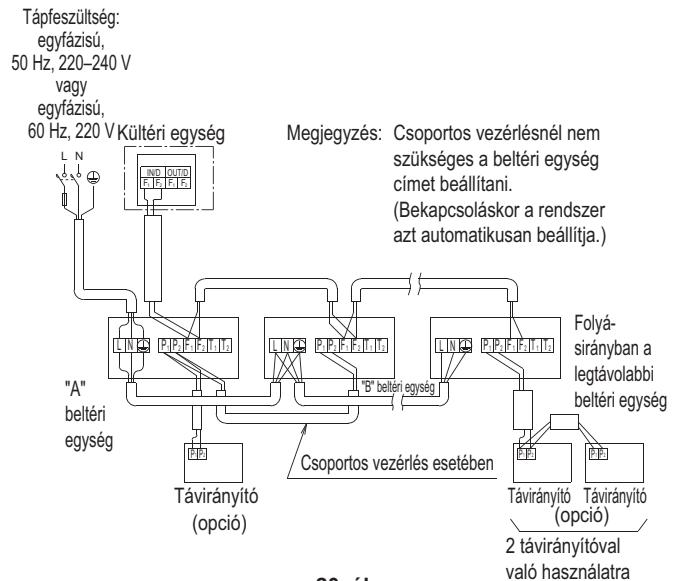 Tápfeszültség:
egyfázisú,
50 Hz, 220–240 V
vagy
egyfázisú,
60 Hz, 220 V
L N
Kültéri egység
IN/D OUT/D
F1 F2 F1 F2
Megjegyzés: Csoportos vezérlésnél nem
szükséges a beltéri egység
címet beállítani.
(Bekapcsoláskor a rendszer
azt automatikusan beállítja.)
L N P1 P2 F1 F2 T1 T2
L N P1 P2 F1 F2 T1 T2
L N P1 P2 F1 F2 T1 T2
Folyá-
sirányban a
legtávolabbi
beltéri egység
"A"
beltéri
egység
"B" beltéri egység
P1 P2
Távirányító
(opció)
Csoportos vezérlés esetében
P1 P2
P1 P2
Távirányító Távirányító
(opció)
2 távirányítóval
való használatra